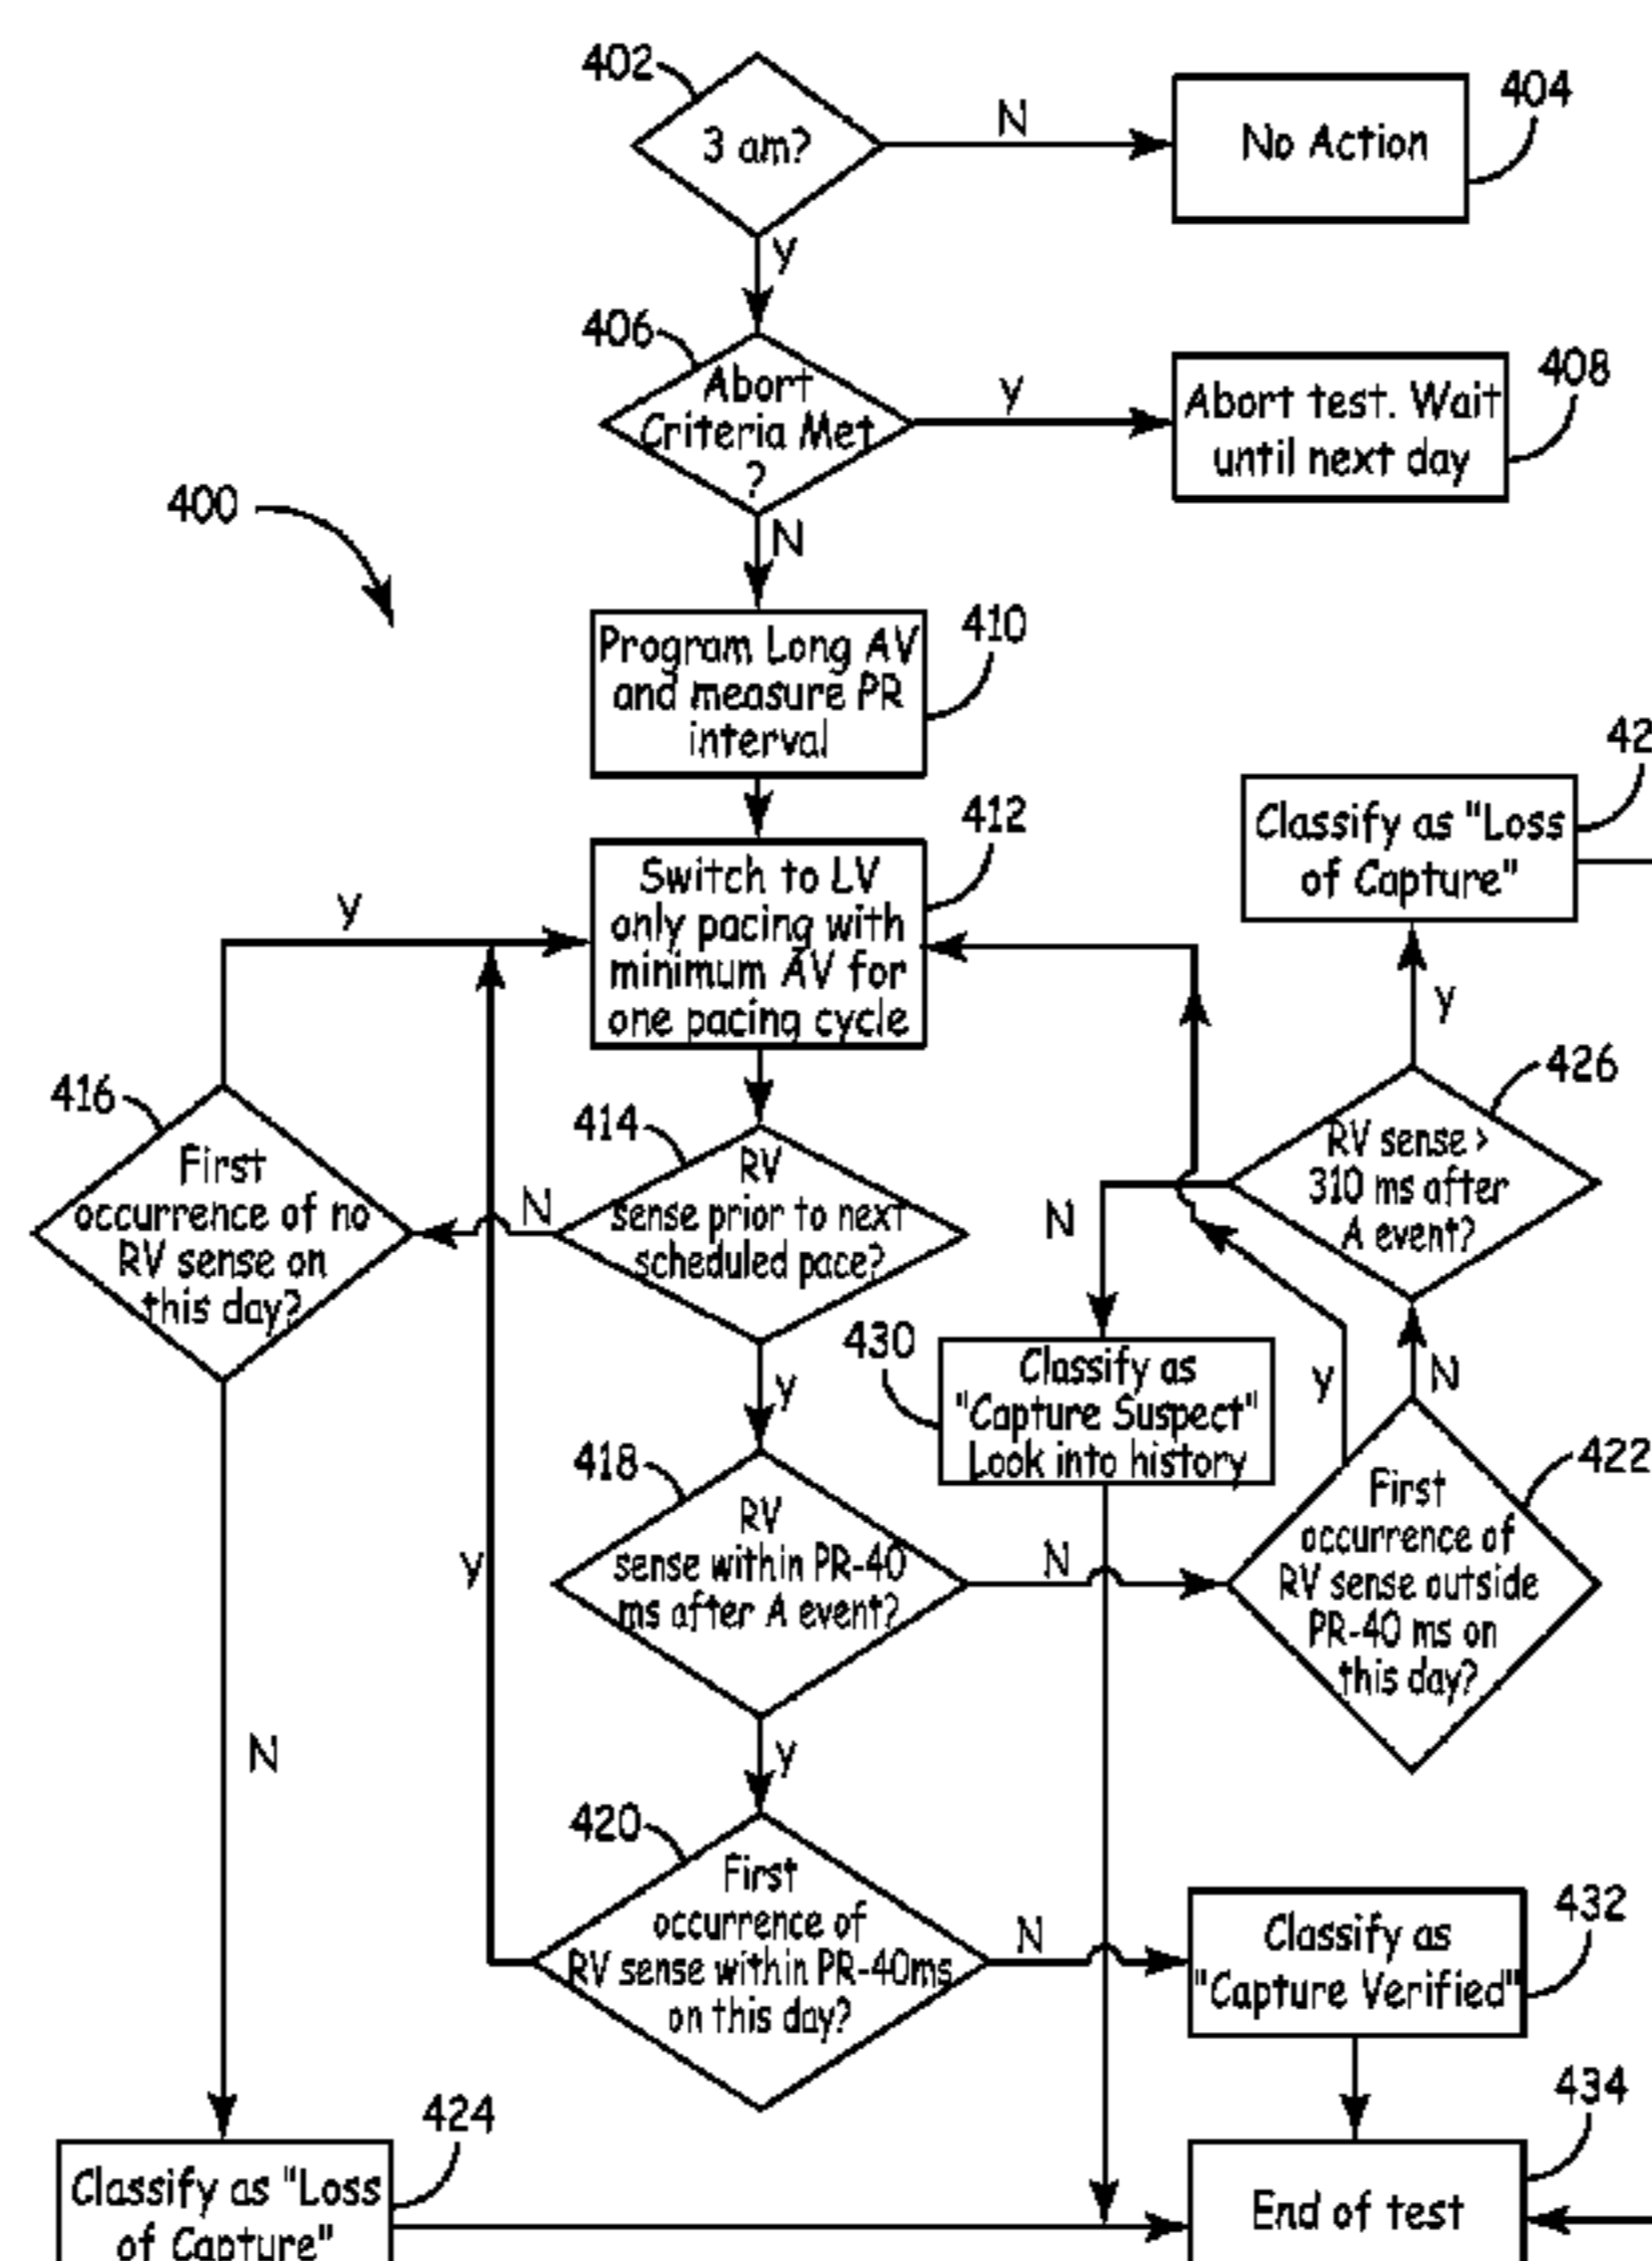 402
3 am?
N
No Action
404
y
406
Abort
Criteria Met
?
y
Abort test. Wait
until next day
408
400
N
Program Long AV
and measure PR
interval
410
Switch to LV
only pacing with
minimum AV for
one pacing cycle
412
y
42
Classify as "Loss
of Capture"
y
416
First
occurrence of no
RV sense on
this day?
N
414
RV
sense prior to next
scheduled pace?
426
RV sense >
310 ms after
A event?
N
y
430
Classify as
"Capture Suspect"
Look into history
y
N
418
RV
sense within PR-40
ms after A event?
N
422
First
occurrence of
RV sense outside
PR-40 ms on
this day?
y
N
y
420
First
occurrence of
RV sense within PR-40ms
on this day?
N
Classify as
"Capture Verified"
432
424
Classify as "Loss
of Capture"
434
End of test